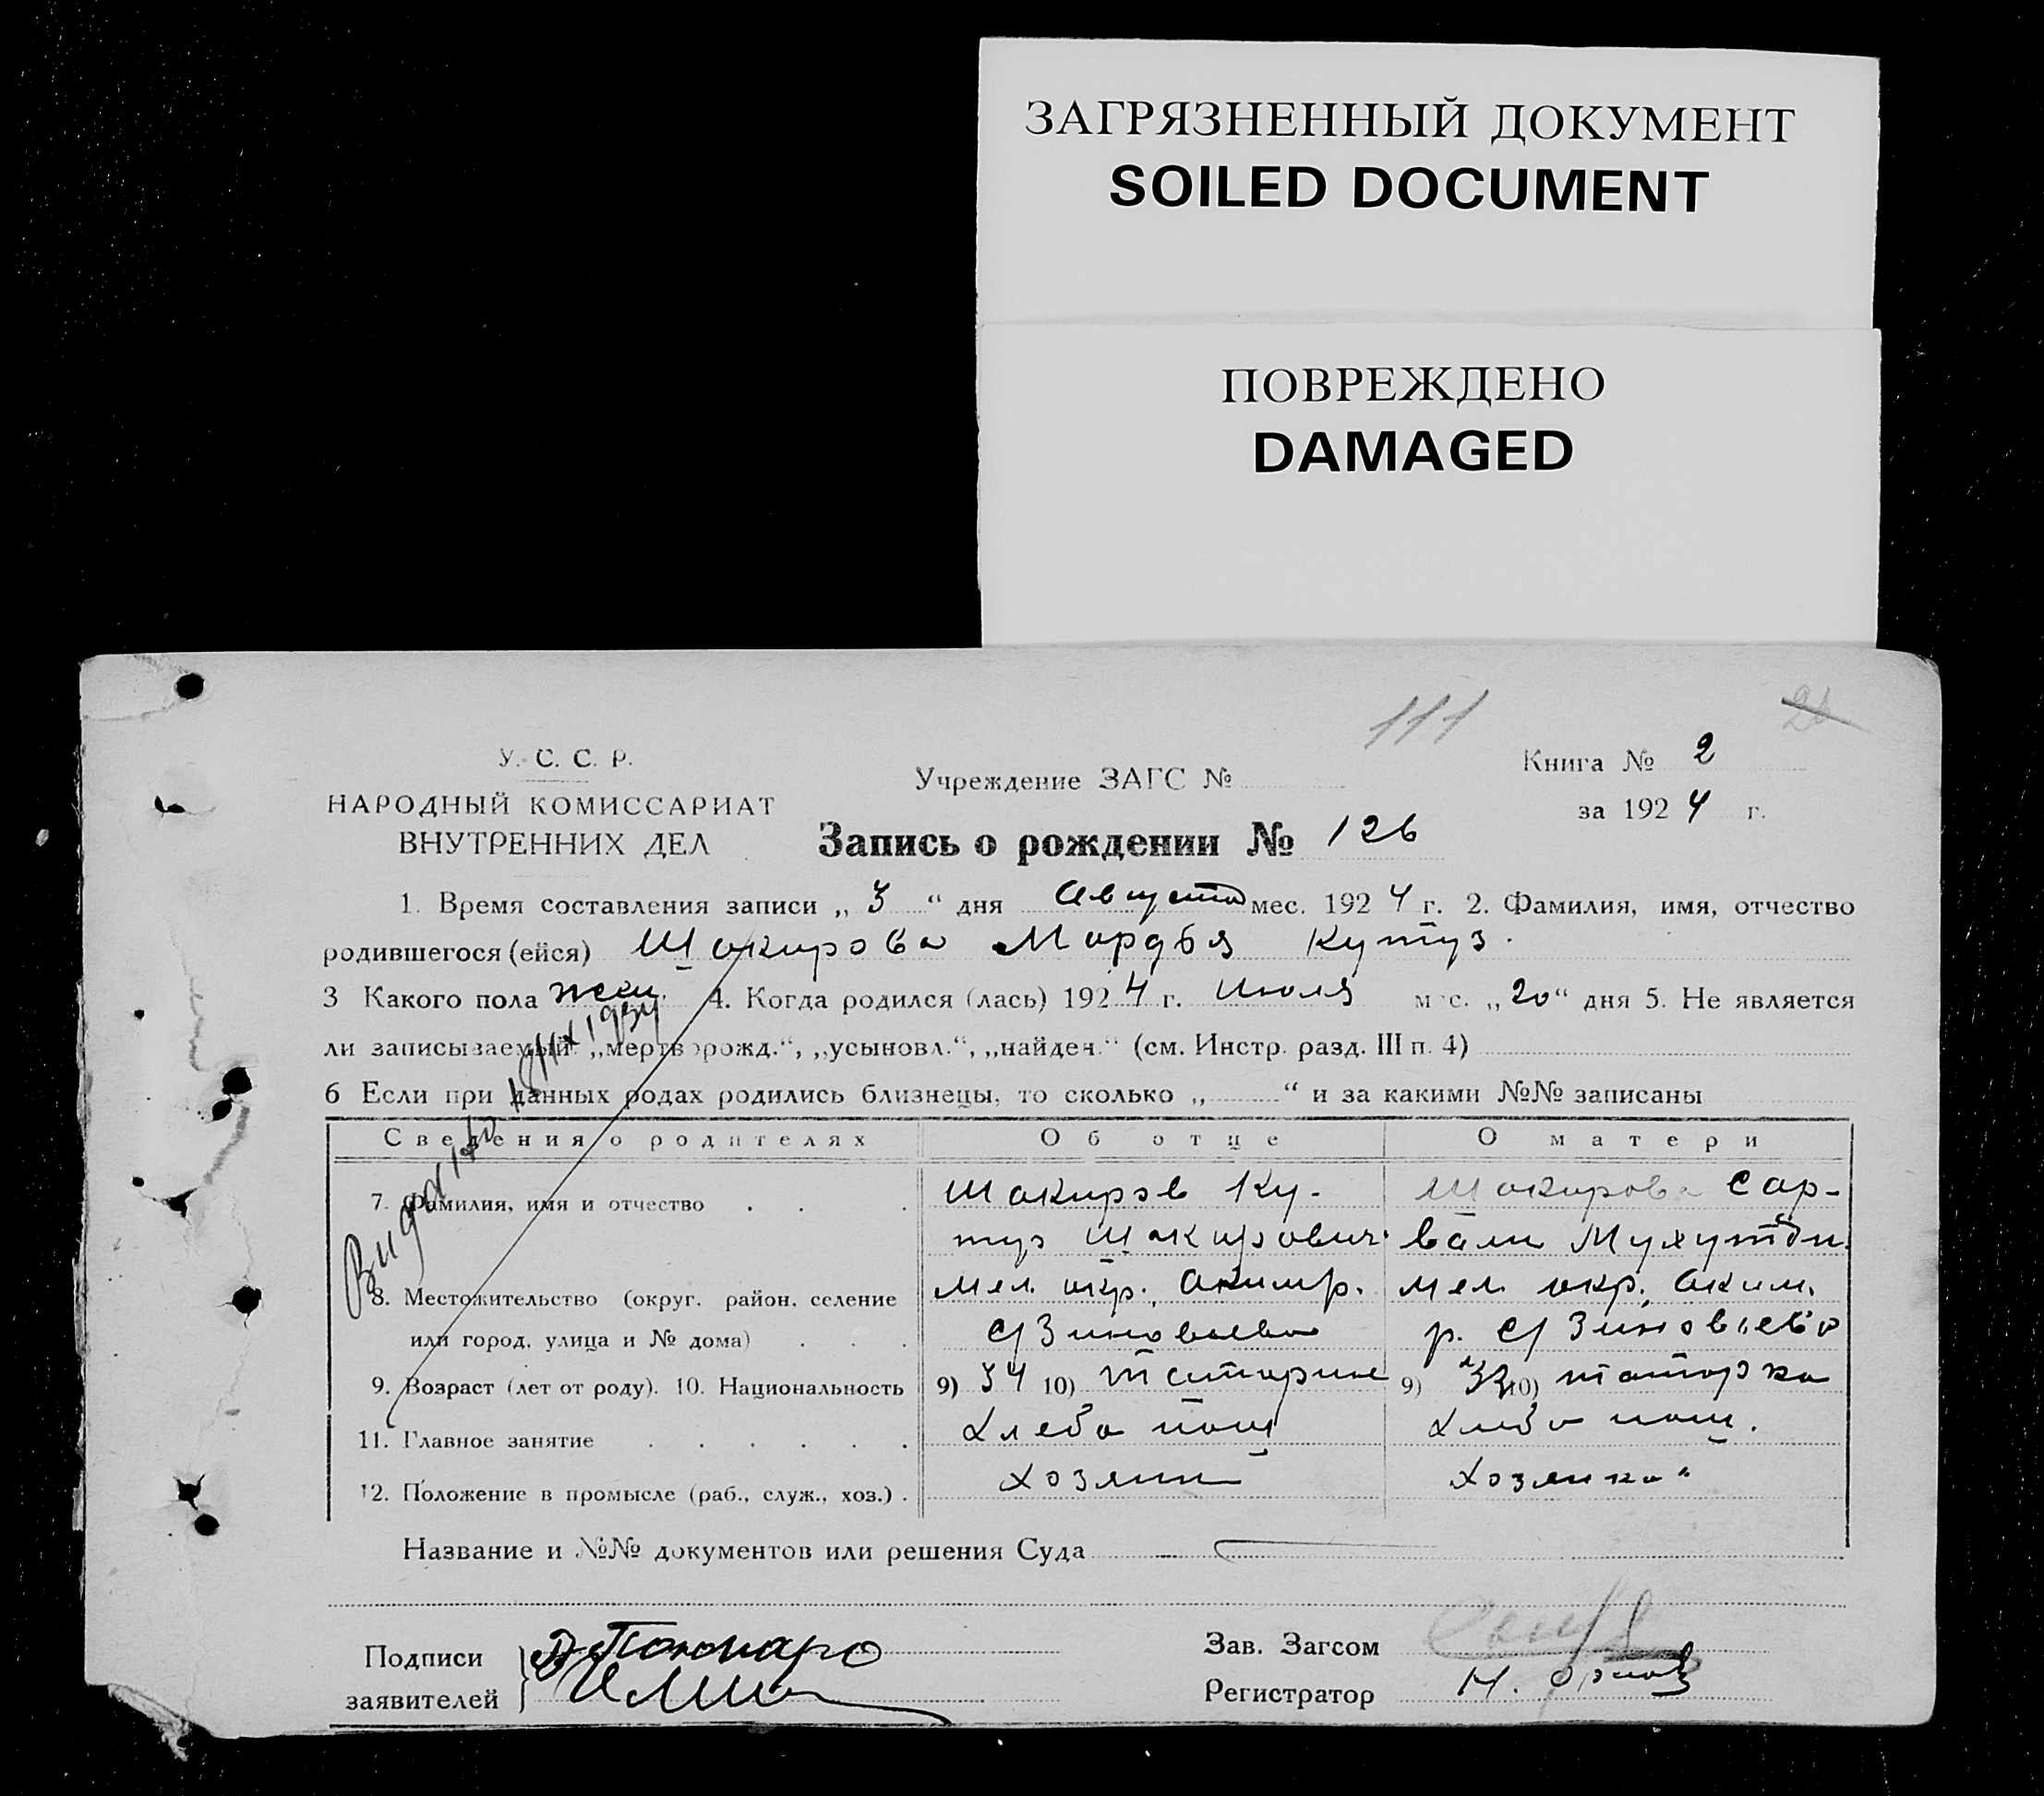 ЗАГРЯЗНЕННЫЙ ДОКУМЕНТ
SOILED DOCUMENT
ПОВРЕЖДЕНО
DAMAGED
111
У. С. С. Р.
НАРОДНЫЙ КОМИССАРИАТ
ВНУТРЕННИХ ДЕЛ
Учреждение ЗАГС №
Книга № 2
за 1924 г.
Запись о рождении № 126
1. Время составления записи „ 3 “ дня Августа мес. 1924 г. 2. Фамилия, имя, отчество
родившегося (ейся) Шакирова Мардбя Кутуз.
3 Какого пола жен. 4. Когда родился (лась) 1924 г. Июля мес. „20“ дня 5. Не является
ли записываемый: „мертворожд.“, „усыновл.“, „найден.“ (см. Инстр. разд. III п. 4)
6 Если при данных родах родились близнецы, то сколько „ “ и за какими №№ записаны
Сведения о родителях Об отце О матери
7. Фамилия, имя и отчество Шакиров Ку- Шакирова Сар-
туз Шакирович вали
8. Местожительство (округ, район, селение Мел. окр., Аким р. Мел окр., Аким.
или город, улица и № дома) с/Зиновьево р. с/Зиновьево
9. Возраст (лет от роду). 10. Национальность 9) 34 10) Татарин 9) 10) татарка
11. Главное занятие Хлебопаш Хлебопаш.
12. Положение в промысле (раб., служ., хоз.) . Хозяин Хозяйка
Название и №№ документов или решения Суда
Подписи
заявителей
Зав. Загсом
Регистратор Н.